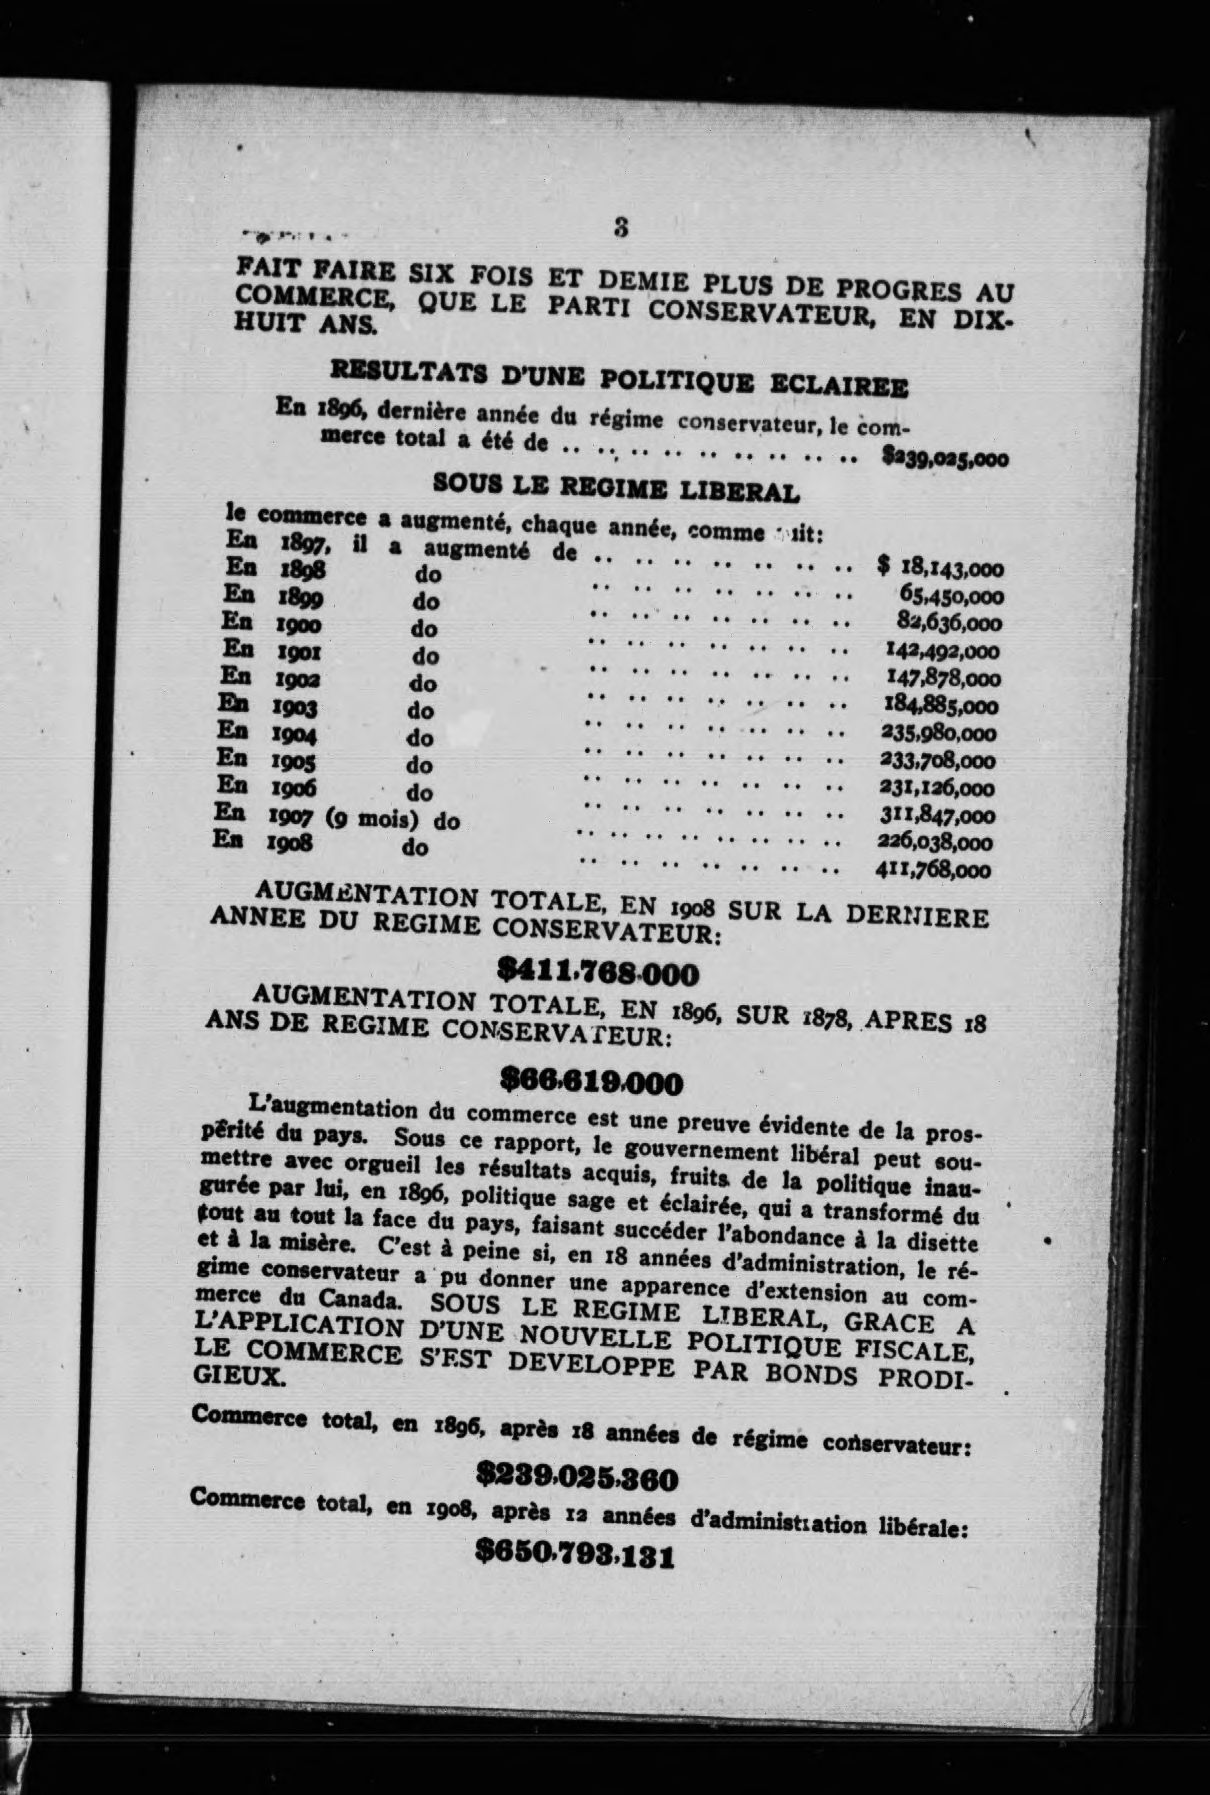 3
FAIT FAIRE SIX FOIS ET DEMIE PLUS DE PROGRES AU
COMMERCE, QUE LE PARTI CONSERVATEUR, EN DIX-
HUIT ANS.
RESULTATS D'UNE POLITIQUE ECLAIREE
En 1896, dernière année du régime conservateur, le com-
merce total a été de .. .. .. .. .. .. .. .. .. $239,025,000
SOUS LE REGIME LIBERAL
le commerce a augmenté, chaque année, comme suit:
En 1897, il a augmenté de .. .. .. .. .. .. .. $ 18,143,000
En 1898 do .. .. .. .. .. .. .. 65,450,000
En 1899 do .. .. .. .. .. .. .. 82,636,000
En 1900 do .. .. .. .. .. .. .. 142,492,000
En 1901 do .. .. .. .. .. .. .. 147,878,000
En 1902 do .. .. .. .. .. .. .. 184,885,000
En 1903 do .. .. .. .. .. .. .. 235,980,000
En 1904 do .. .. .. .. .. .. .. 233,708,000
En 1905 do .. .. .. .. .. .. .. 231,126,000
En 1906 do .. .. .. .. .. .. .. 311,847,000
En 1907 (9 mois) do .. .. .. .. .. .. .. .. 226,038,000
En 1908 do .. .. .. .. .. .. .. 411,768,000
AUGMENTATION TOTALE, EN 1908 SUR LA DERNIERE
ANNEE DU REGIME CONSERVATEUR:
$411,768.000
AUGMENTATION TOTALE, EN 1896, SUR 1878, APRES 18
ANS DE REGIME CONSERVATEUR:
$66,619,000
L'augmentation du commerce est une preuve évidente de la pros-
périté du pays. Sous ce rapport, le gouvernement libéral peut sou-
mettre avec orgueil les résultats acquis, fruits de la politique inau-
gurée par lui, en 1896, politique sage et éclairée, qui a transformé du
tout au tout la face du pays, faisant succéder l'abondance à la disette
et à la misère. C'est à peine si, en 18 années d'administration, le ré-
gime conservateur a pu donner une apparence d'extension au com-
merce du Canada. SOUS LE REGIME LIBERAL, GRACE A
L'APPLICATION D'UNE NOUVELLE POLITIQUE FISCALE,
LE COMMERCE S'EST DEVELOPPE PAR BONDS PRODI-
GIEUX.
Commerce total, en 1896, après 18 années de régime conservateur:
$239,025,360
Commerce total, en 1908, après 12 années d'administration libérale:
$650,793,131